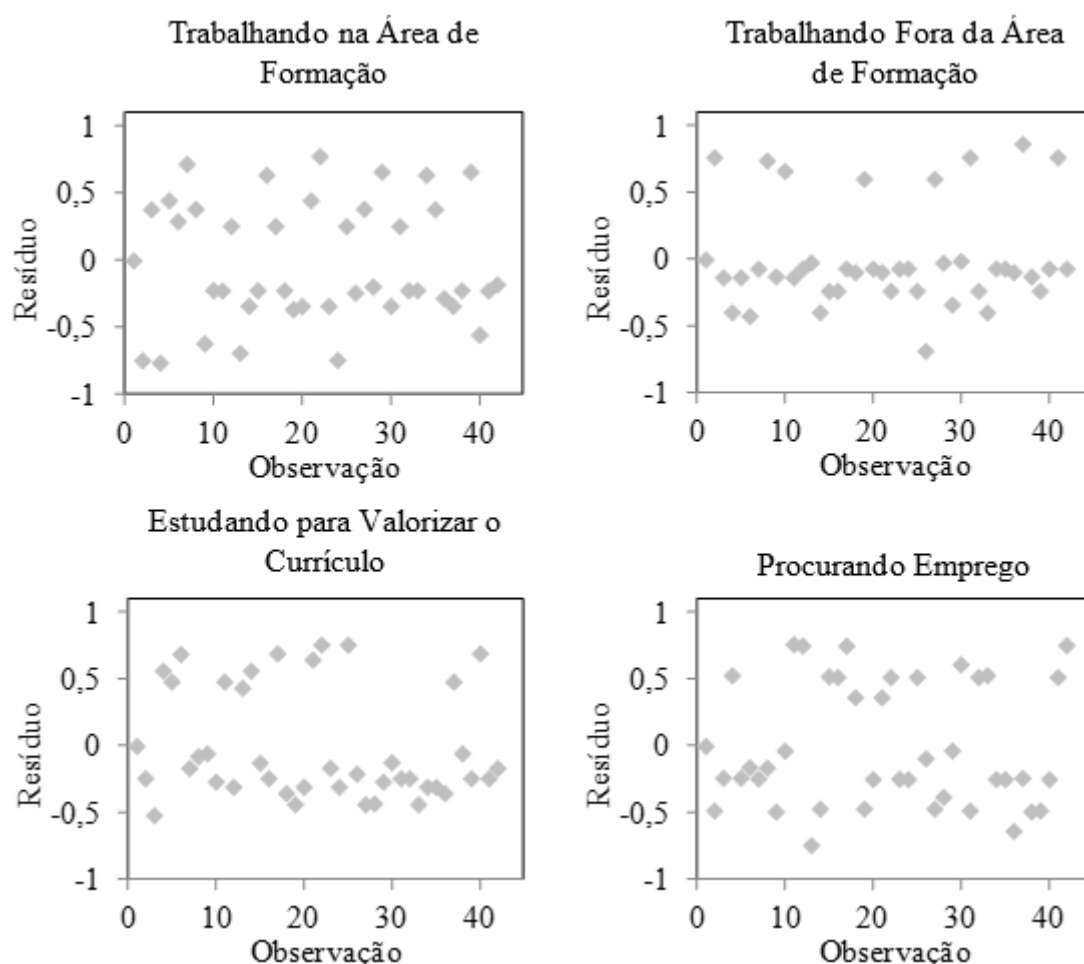 Trabalhando na Área de
Formação
1
0,5
0
-0,5
-1
Resíduo
0 10 20 30 40
Observação
Trabalhando Fora da Área
de Formação
1
0,5
0
-0,5
-1
Resíduo
0 10 20 30 40
Observação
Estudando para Valorizar o
Currículo
1
0,5
0
-0,5
-1
Resíduo
0 10 20 30 40
Observação
Procurando Emprego
1
0,5
0
-0,5
-1
Resíduo
0 10 20 30 40
Observação